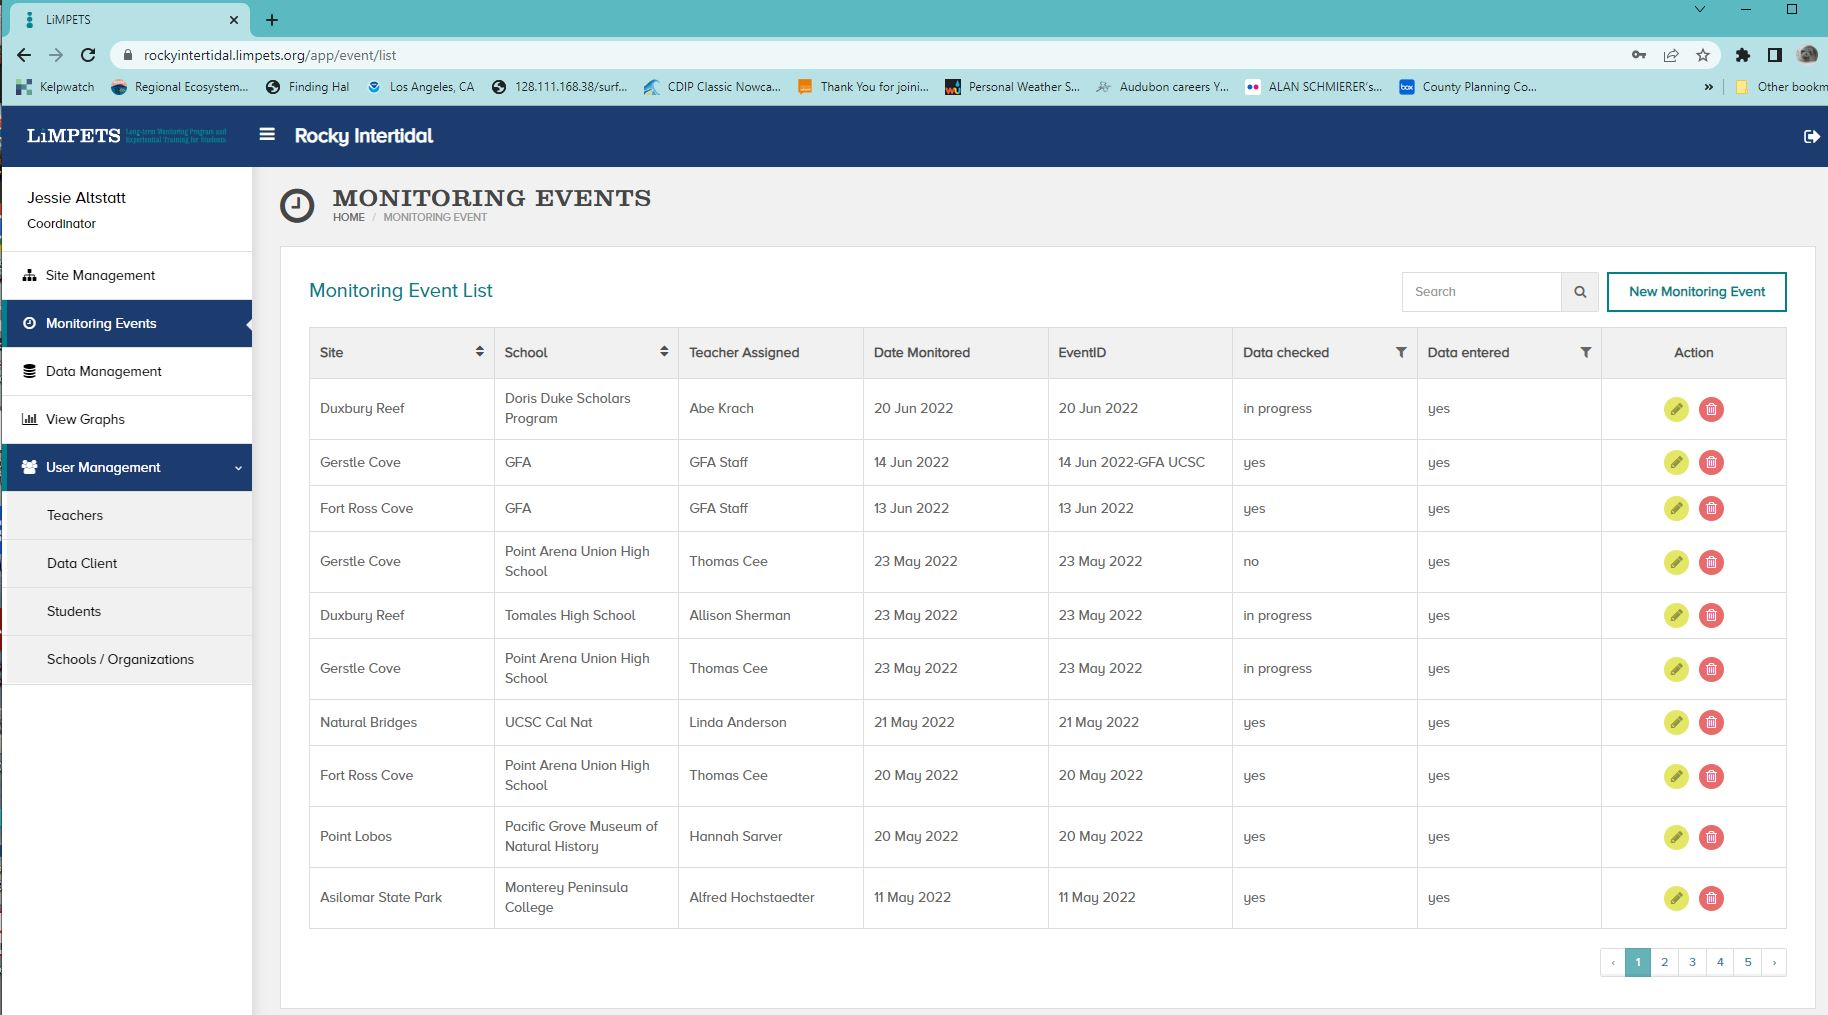 LiMPETS
rockyintertidal.limpets.org/app/event/list
Kelpwatch Regional Ecosystem... Finding Hal Los Angeles, CA 128.111.168.38/surf... CDIP Classic Nowca... Thank You for joini... Personal Weather S... Audubon careers Y... ALAN SCHMIERER's... box County Planning Co... » Other bookm
LiMPETS Long-term Monitoring Program and
Experiential Training for Students
Rocky Intertidal
Jessie Altstatt
Coordinator
Site Management
Monitoring Events
Data Management
View Graphs
User Management
Teachers
Data Client
Students
Schools / Organizations
MONITORING EVENTS
HOME / MONITORING EVENT
Monitoring Event List
Search
New Monitoring Event
Site School Teacher Assigned Date Monitored EventID Data checked Data entered Action
Duxbury Reef Doris Duke Scholars Program Abe Krach 20 Jun 2022 20 Jun 2022 in progress yes
Gerstle Cove GFA GFA Staff 14 Jun 2022 14 Jun 2022-GFA UCSC yes yes
Fort Ross Cove GFA GFA Staff 13 Jun 2022 13 Jun 2022 yes yes
Gerstle Cove Point Arena Union High School Thomas Cee 23 May 2022 23 May 2022 no yes
Duxbury Reef Tomales High School Allison Sherman 23 May 2022 23 May 2022 in progress yes
Gerstle Cove Point Arena Union High School Thomas Cee 23 May 2022 23 May 2022 in progress yes
Natural Bridges UCSC Cal Nat Linda Anderson 21 May 2022 21 May 2022 yes yes
Fort Ross Cove Point Arena Union High School Thomas Cee 20 May 2022 20 May 2022 yes yes
Point Lobos Pacific Grove Museum of Natural History Hannah Sarver 20 May 2022 20 May 2022 yes yes
Asilomar State Park Monterey Peninsula College Alfred Hochstaedter 11 May 2022 11 May 2022 yes yes
‹ 1 2 3 4 5 ›